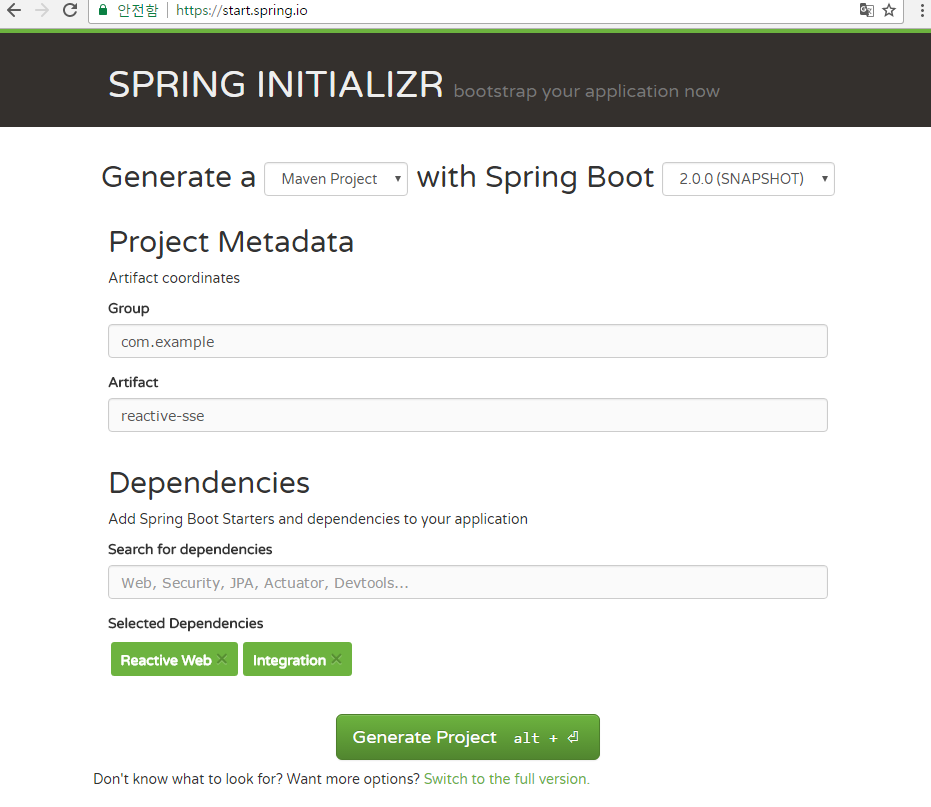 안전함 https://start.spring.io
SPRING INITIALIZR bootstrap your application now
Generate a Maven Project with Spring Boot 2.0.0 (SNAPSHOT)
Project Metadata
Artifact coordinates
Group
com.example
Artifact
reactive-sse
Dependencies
Add Spring Boot Starters and dependencies to your application
Search for dependencies
Web, Security, JPA, Actuator, Devtools...
Selected Dependencies
Reactive Web × Integration ×
Generate Project alt + ⏎
Don't know what to look for? Want more options? Switch to the full version.